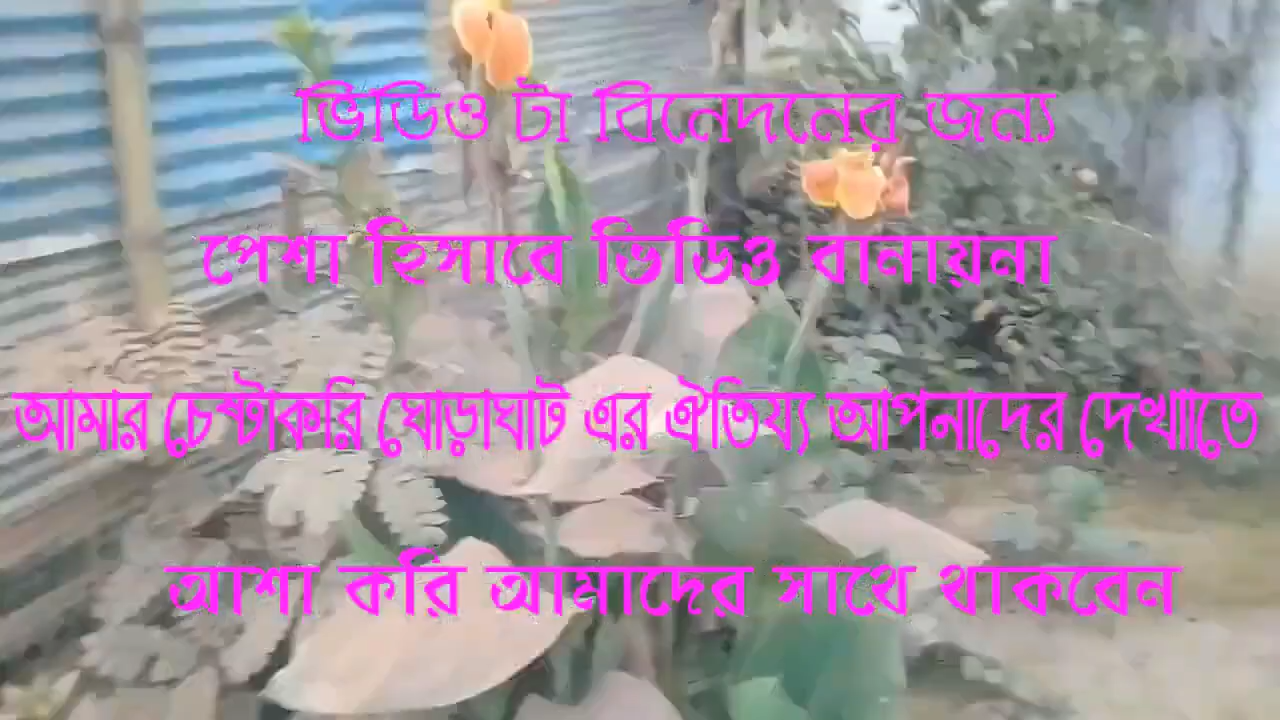 ভিডিও টা বিনেদনের জন্য
পেশা হিসাবে ভিডিও বানায়না
আমার চেষ্টাকরি ঘোড়াঘাট এর ঐতিয্য আপনাদের দেখাাতে
আশা করি আমাদের সাথে থাকবেন